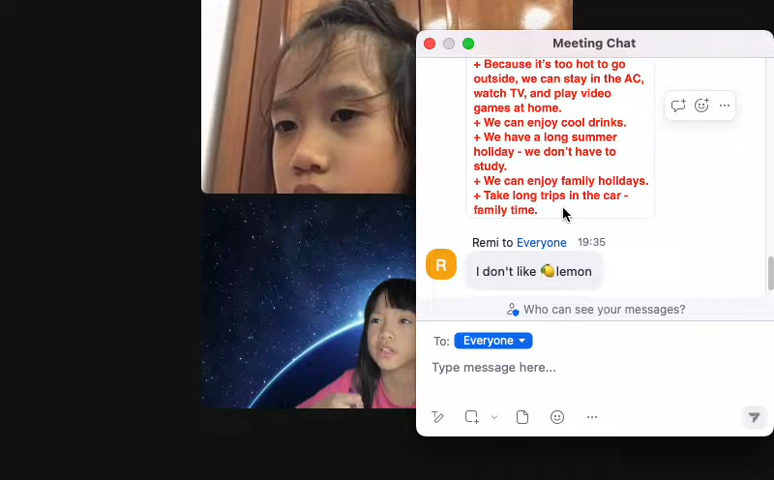 Meeting Chat
+ Because it's too hot to go
outside, we can stay in the AC,
watch TV, and play video
games at home.
+ We can enjoy cool drinks.
+ We have a long summer
holiday - we don't have to
study.
+ We can enjoy family holidays.
+ Take long trips in the car -
family time.
Remi to Everyone 19:35
R
I don't like 🍋lemon
Who can see your messages?
To: Everyone
Type message here...